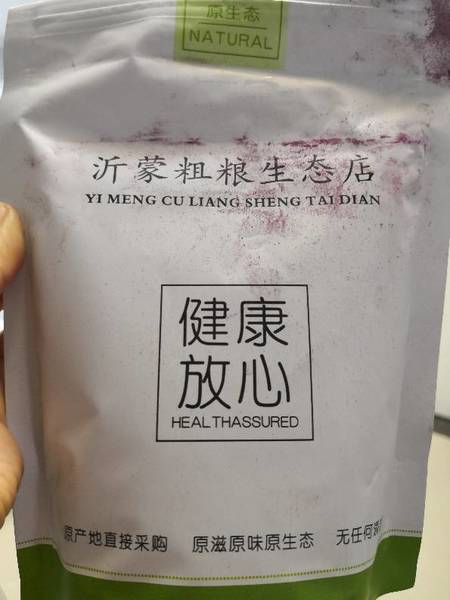 原生态
NATURAL
沂蒙粗粮生态店
YI MENG CU LIANG SHENG TAI DIAN
健康
放心
HEALTHASSURED
原产地直接采购 原滋原味原生态 无任何